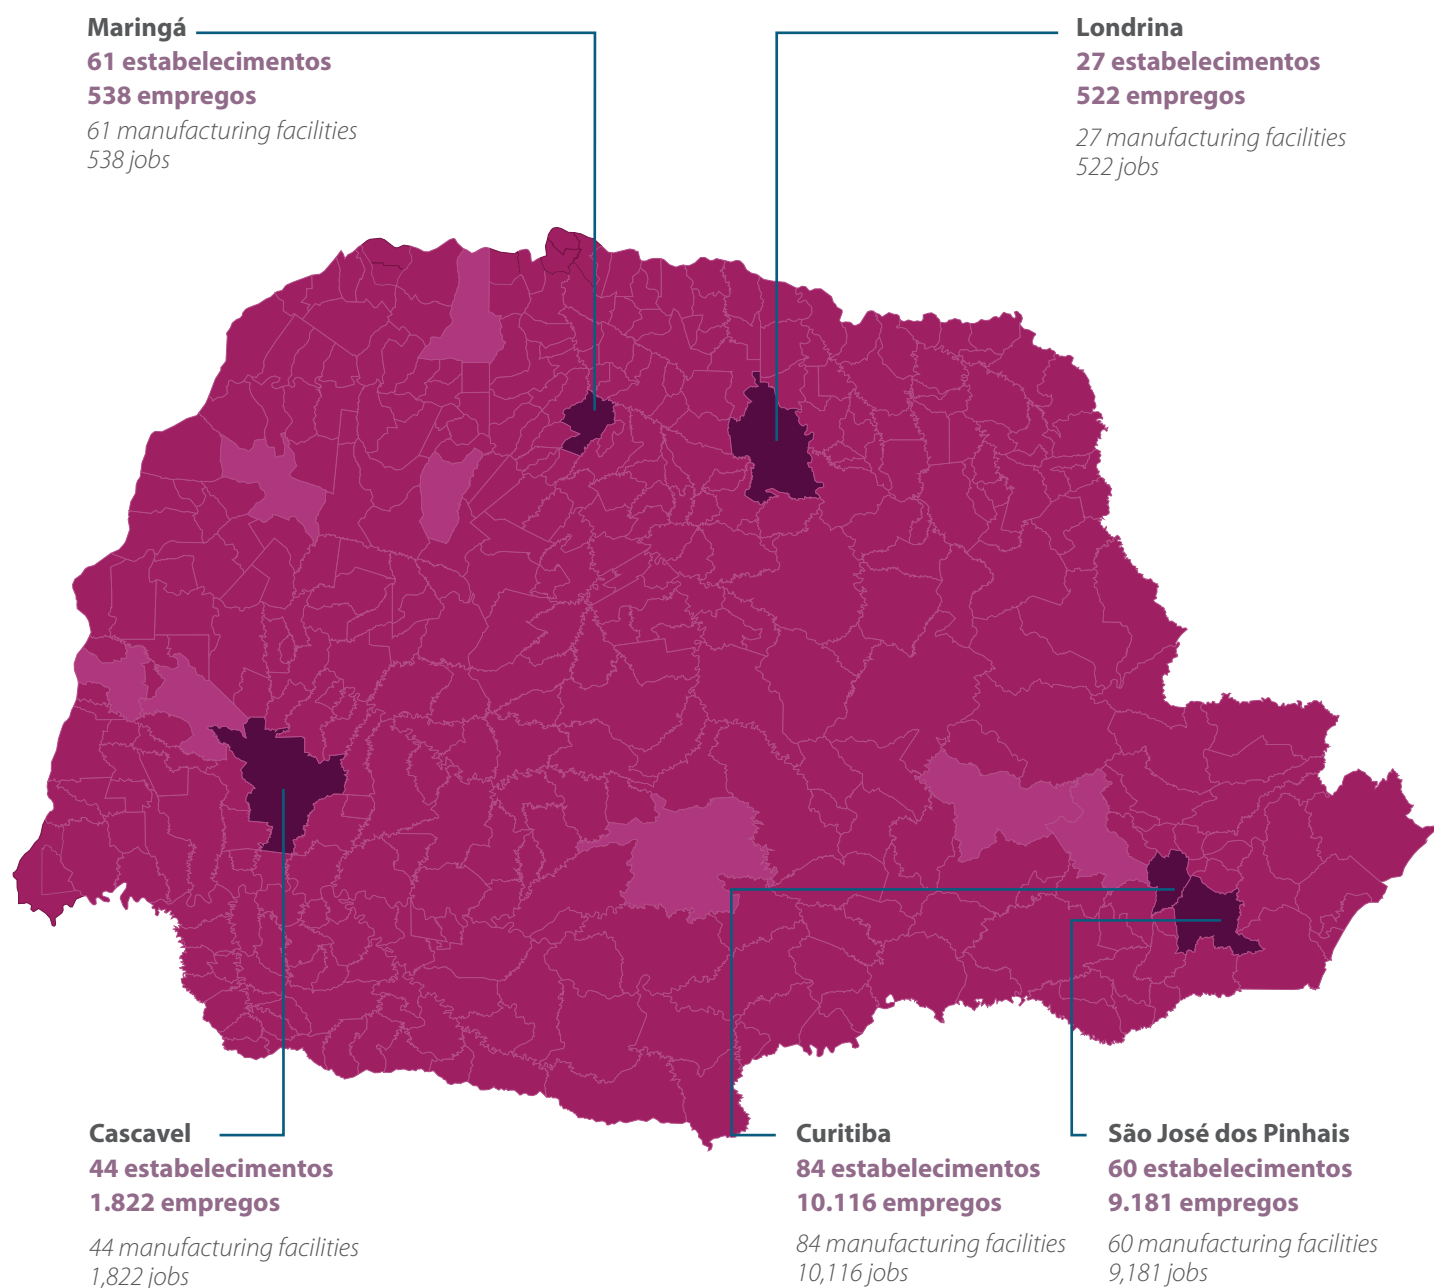 Maringá
61 estabelecimentos
538 empregos
61 manufacturing facilities
538 jobs
Londrina
27 estabelecimentos
522 empregos
27 manufacturing facilities
522 jobs
Cascavel
44 estabelecimentos
1.822 empregos
44 manufacturing facilities
1,822 jobs
Curitiba
84 estabelecimentos
10.116 empregos
84 manufacturing facilities
10,116 jobs
São José dos Pinhais
60 estabelecimentos
9.181 empregos
60 manufacturing facilities
9,181 jobs